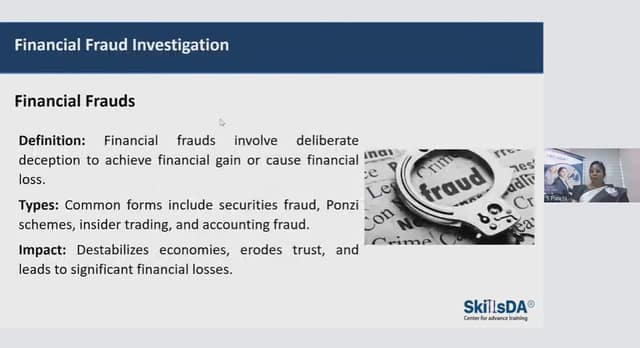 Financial Fraud Investigation
Financial Frauds
Definition: Financial frauds involve deliberate
deception to achieve financial gain or cause financial
loss.
Types: Common forms include securities fraud, Ponzi
schemes, insider trading, and accounting fraud.
Impact: Destabilizes economies, erodes trust, and
leads to significant financial losses.
fraud
Crime
SkillsDA®
Center for advance training